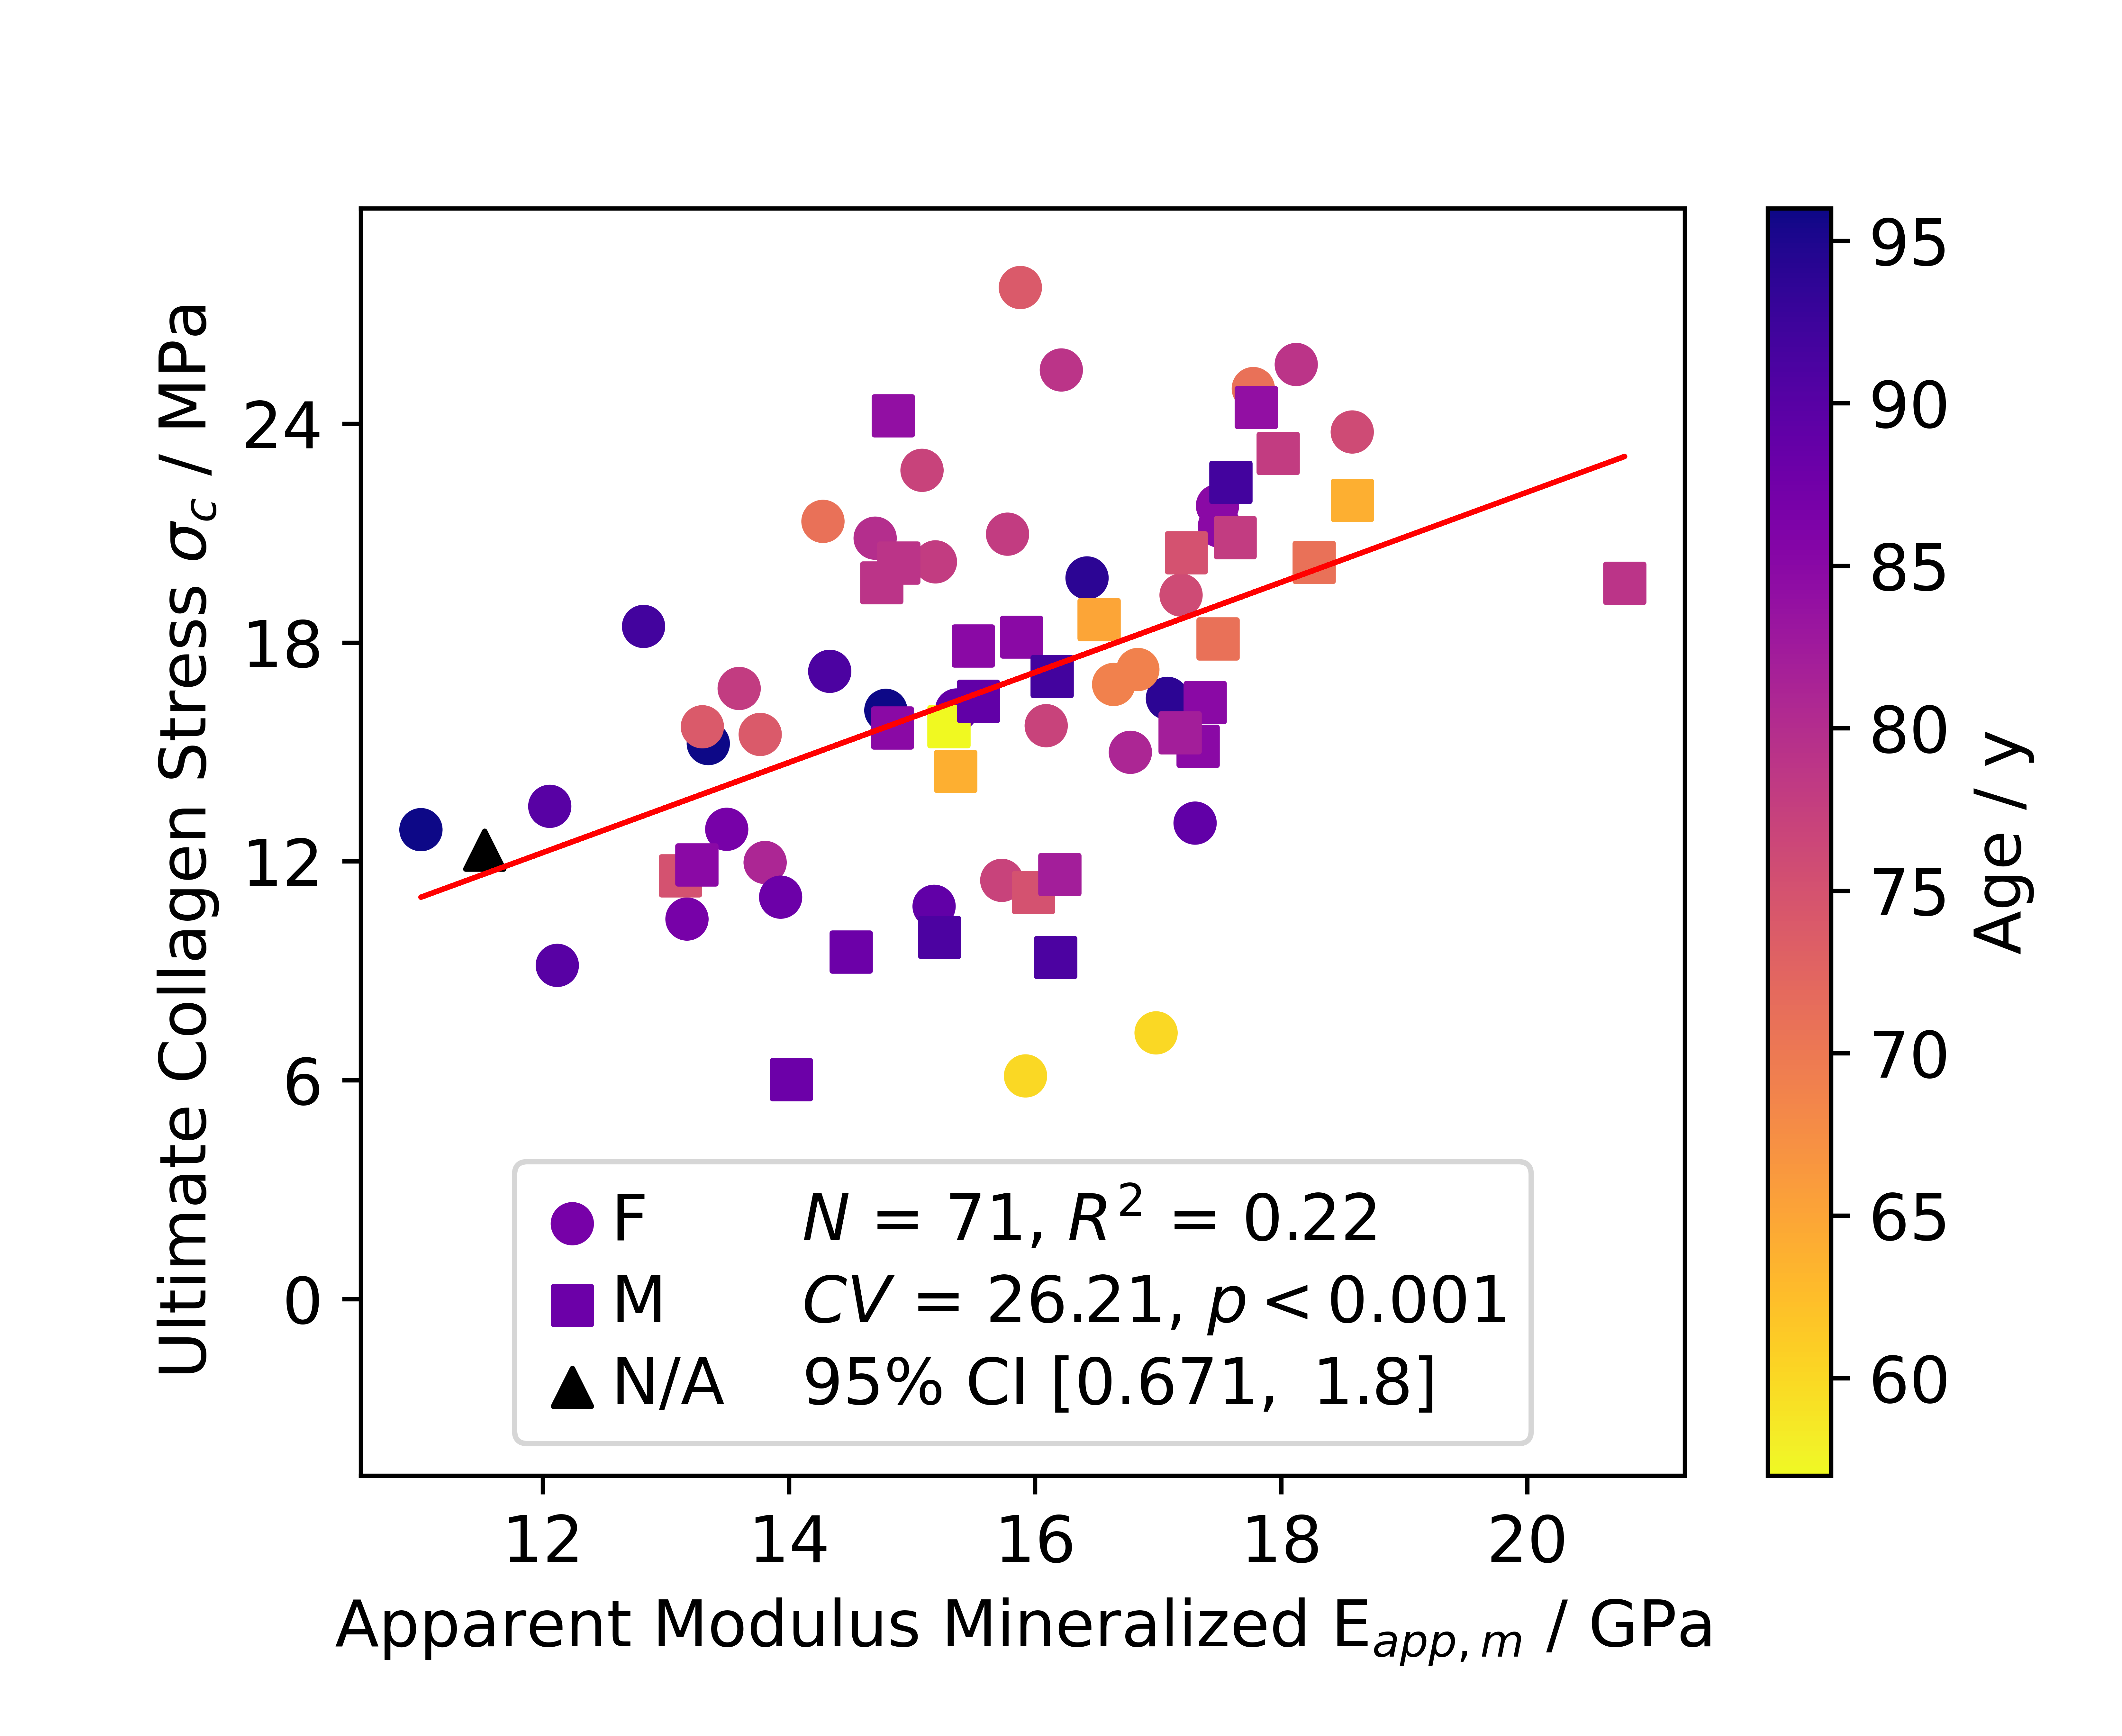 Ultimate Collagen Stress σc / MPa
24
18
12
6
0
F N = 71, R² = 0.22
M CV = 26.21, p < 0.001
N/A 95% CI [0.671, 1.8]
12 14 16 18 20
Apparent Modulus Mineralized Eapp, m / GPa
95
90
85
80
75
70
65
60
Age / y